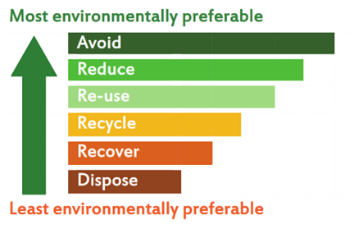 Most environmentally preferable
Avoid
Reduce
Re-use
Recycle
Recover
Dispose
Least environmentally preferable